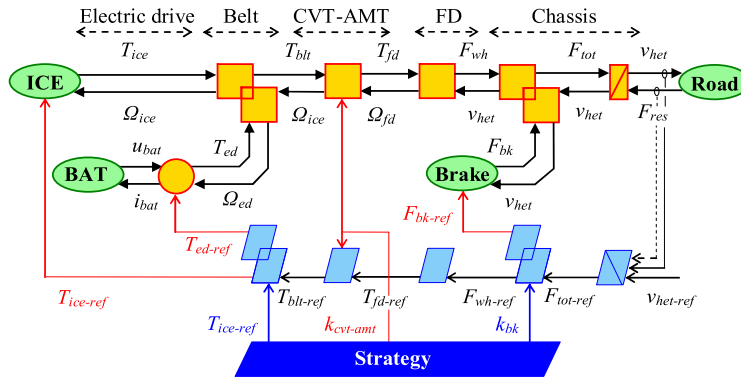 Electric drive Belt CVT-AMT FD Chassis
T_ice T_blt T_fd F_wh F_tot v_het
ICE Road
Ω_ice Ω_ice Ω_fd v_het v_het F_res
u_bat T_ed F_bk
BAT Brake
i_bat Ω_ed v_het
T_ed-ref F_bk-ref
T_ice-ref T_blt-ref T_fd-ref F_wh-ref F_tot-ref v_het-ref
T_ice-ref k_cvt-amt k_bk
Strategy